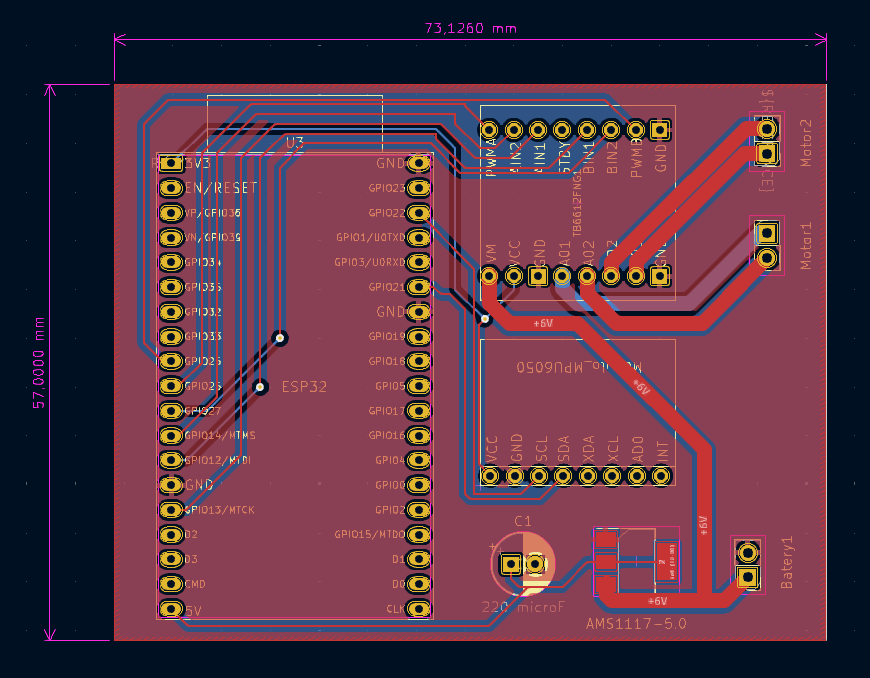 73,1260 mm
57,0000 mm
U3
3V3
EN/RESET
VP/GPIO36
VN/GPIO39
GPIO34
GPIO35
GPIO32
GPIO33
GPIO25
GPIO26
GPIO27
GPIO14/MTMS
GPIO12/MTDI
GND
GPIO13/MTCK
D2
D3
CMD
5V
GND
GPIO23
GPIO22
GPIO1/U0TXD
GPIO3/U0RXD
GPIO21
GND
GPIO19
GPIO18
GPIO5
GPIO17
GPIO16
GPIO4
GPIO0
GPIO2
GPIO15/MTDO
D1
D0
CLK
ESP32
PWMA
AIN2
AIN1
STBY
BIN1
BIN2
PWMB
GND
TB6612FNG
VM
VCC
GND
AO1
AO2
Motor2
Motor1
+6V
+6V
+6V
+6V
Modulo_MPU6050
VCC
GND
SCL
SDA
XDA
XCL
AD0
INT
C1
+
220 microF
AMS1117-5.0
Batery1